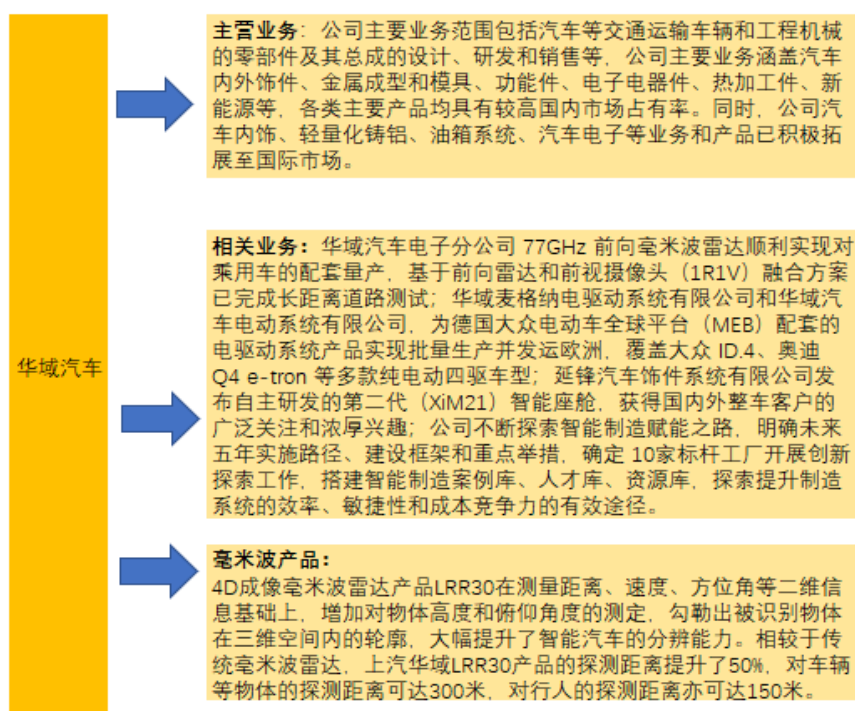 主营业务：公司主要业务范围包括汽车等交通运输车辆和工程机械
的零部件及其总成的设计、研发和销售等，公司主要业务涵盖汽车
内外饰件、金属成型和模具、功能件、电子电器件、热加工件、新
能源等，各类主要产品均具有较高国内市场占有率。同时，公司汽
车内饰、轻量化铸铝、油箱系统、汽车电子等业务和产品已积极拓
展至国际市场。
华域汽车
相关业务：华域汽车电子分公司 77GHz 前向毫米波雷达顺利实现对
乘用车的配套量产，基于前向雷达和前视摄像头（1R1V）融合方案
已完成长距离道路测试；华域麦格纳电驱动系统有限公司和华域汽
车电动系统有限公司，为德国大众电动车全球平台（MEB）配套的
电驱动系统产品实现批量生产并发运欧洲，覆盖大众 ID.4、奥迪
Q4 e-tron 等多款纯电动四驱车型；延锋汽车饰件系统有限公司发
布自主研发的第二代（XiM21）智能座舱，获得国内外整车客户的
广泛关注和浓厚兴趣；公司不断探索智能制造赋能之路，明确未来
五年实施路径、建设框架和重点举措，确定 10家标杆工厂开展创新
探索工作，搭建智能制造案例库、人才库、资源库，探索提升制造
系统的效率、敏捷性和成本竞争力的有效途径。
毫米波产品：
4D成像毫米波雷达产品LRR30在测量距离、速度、方位角等二维信
息基础上，增加对物体高度和俯仰角度的测定，勾勒出被识别物体
在三维空间内的轮廓，大幅提升了智能汽车的分辨能力。相较于传
统毫米波雷达，上汽华域LRR30产品的探测距离提升了50%，对车辆
等物体的探测距离可达300米，对行人的探测距离亦可达150米。